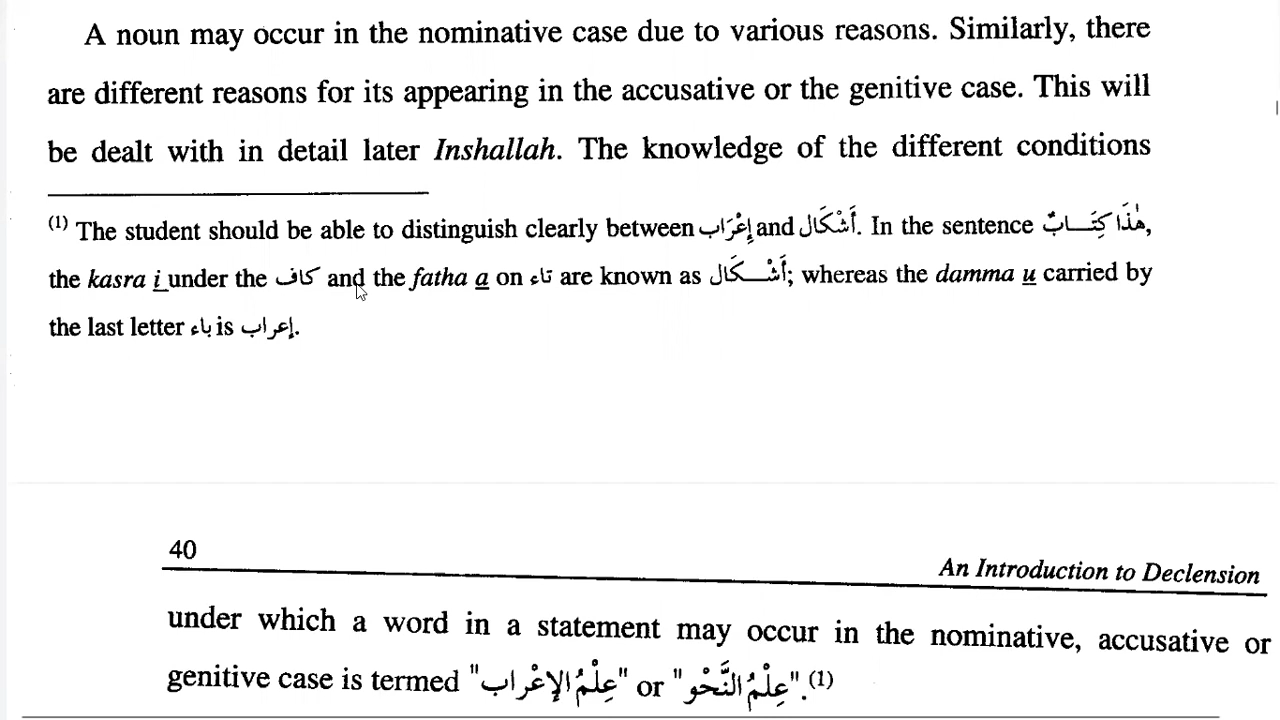 A noun may occur in the nominative case due to various reasons. Similarly, there
are different reasons for its appearing in the accusative or the genitive case. This will
be dealt with in detail later Inshallah. The knowledge of the different conditions
(1) The student should be able to distinguish clearly between إِعْرَاب and أَشْكَال. In the sentence هٰذَا كِتَـــابٌ,
the kasra i under the كاف and the fatha a on تاء are known as أَشْـــكَال; whereas the damma u carried by
the last letter باء is إعراب.
40
An Introduction to Declension
under which a word in a statement may occur in the nominative, accusative or
genitive case is termed "عِلْمُ الإِعْراب" or "عِلْمُ النَّحْو".(1)